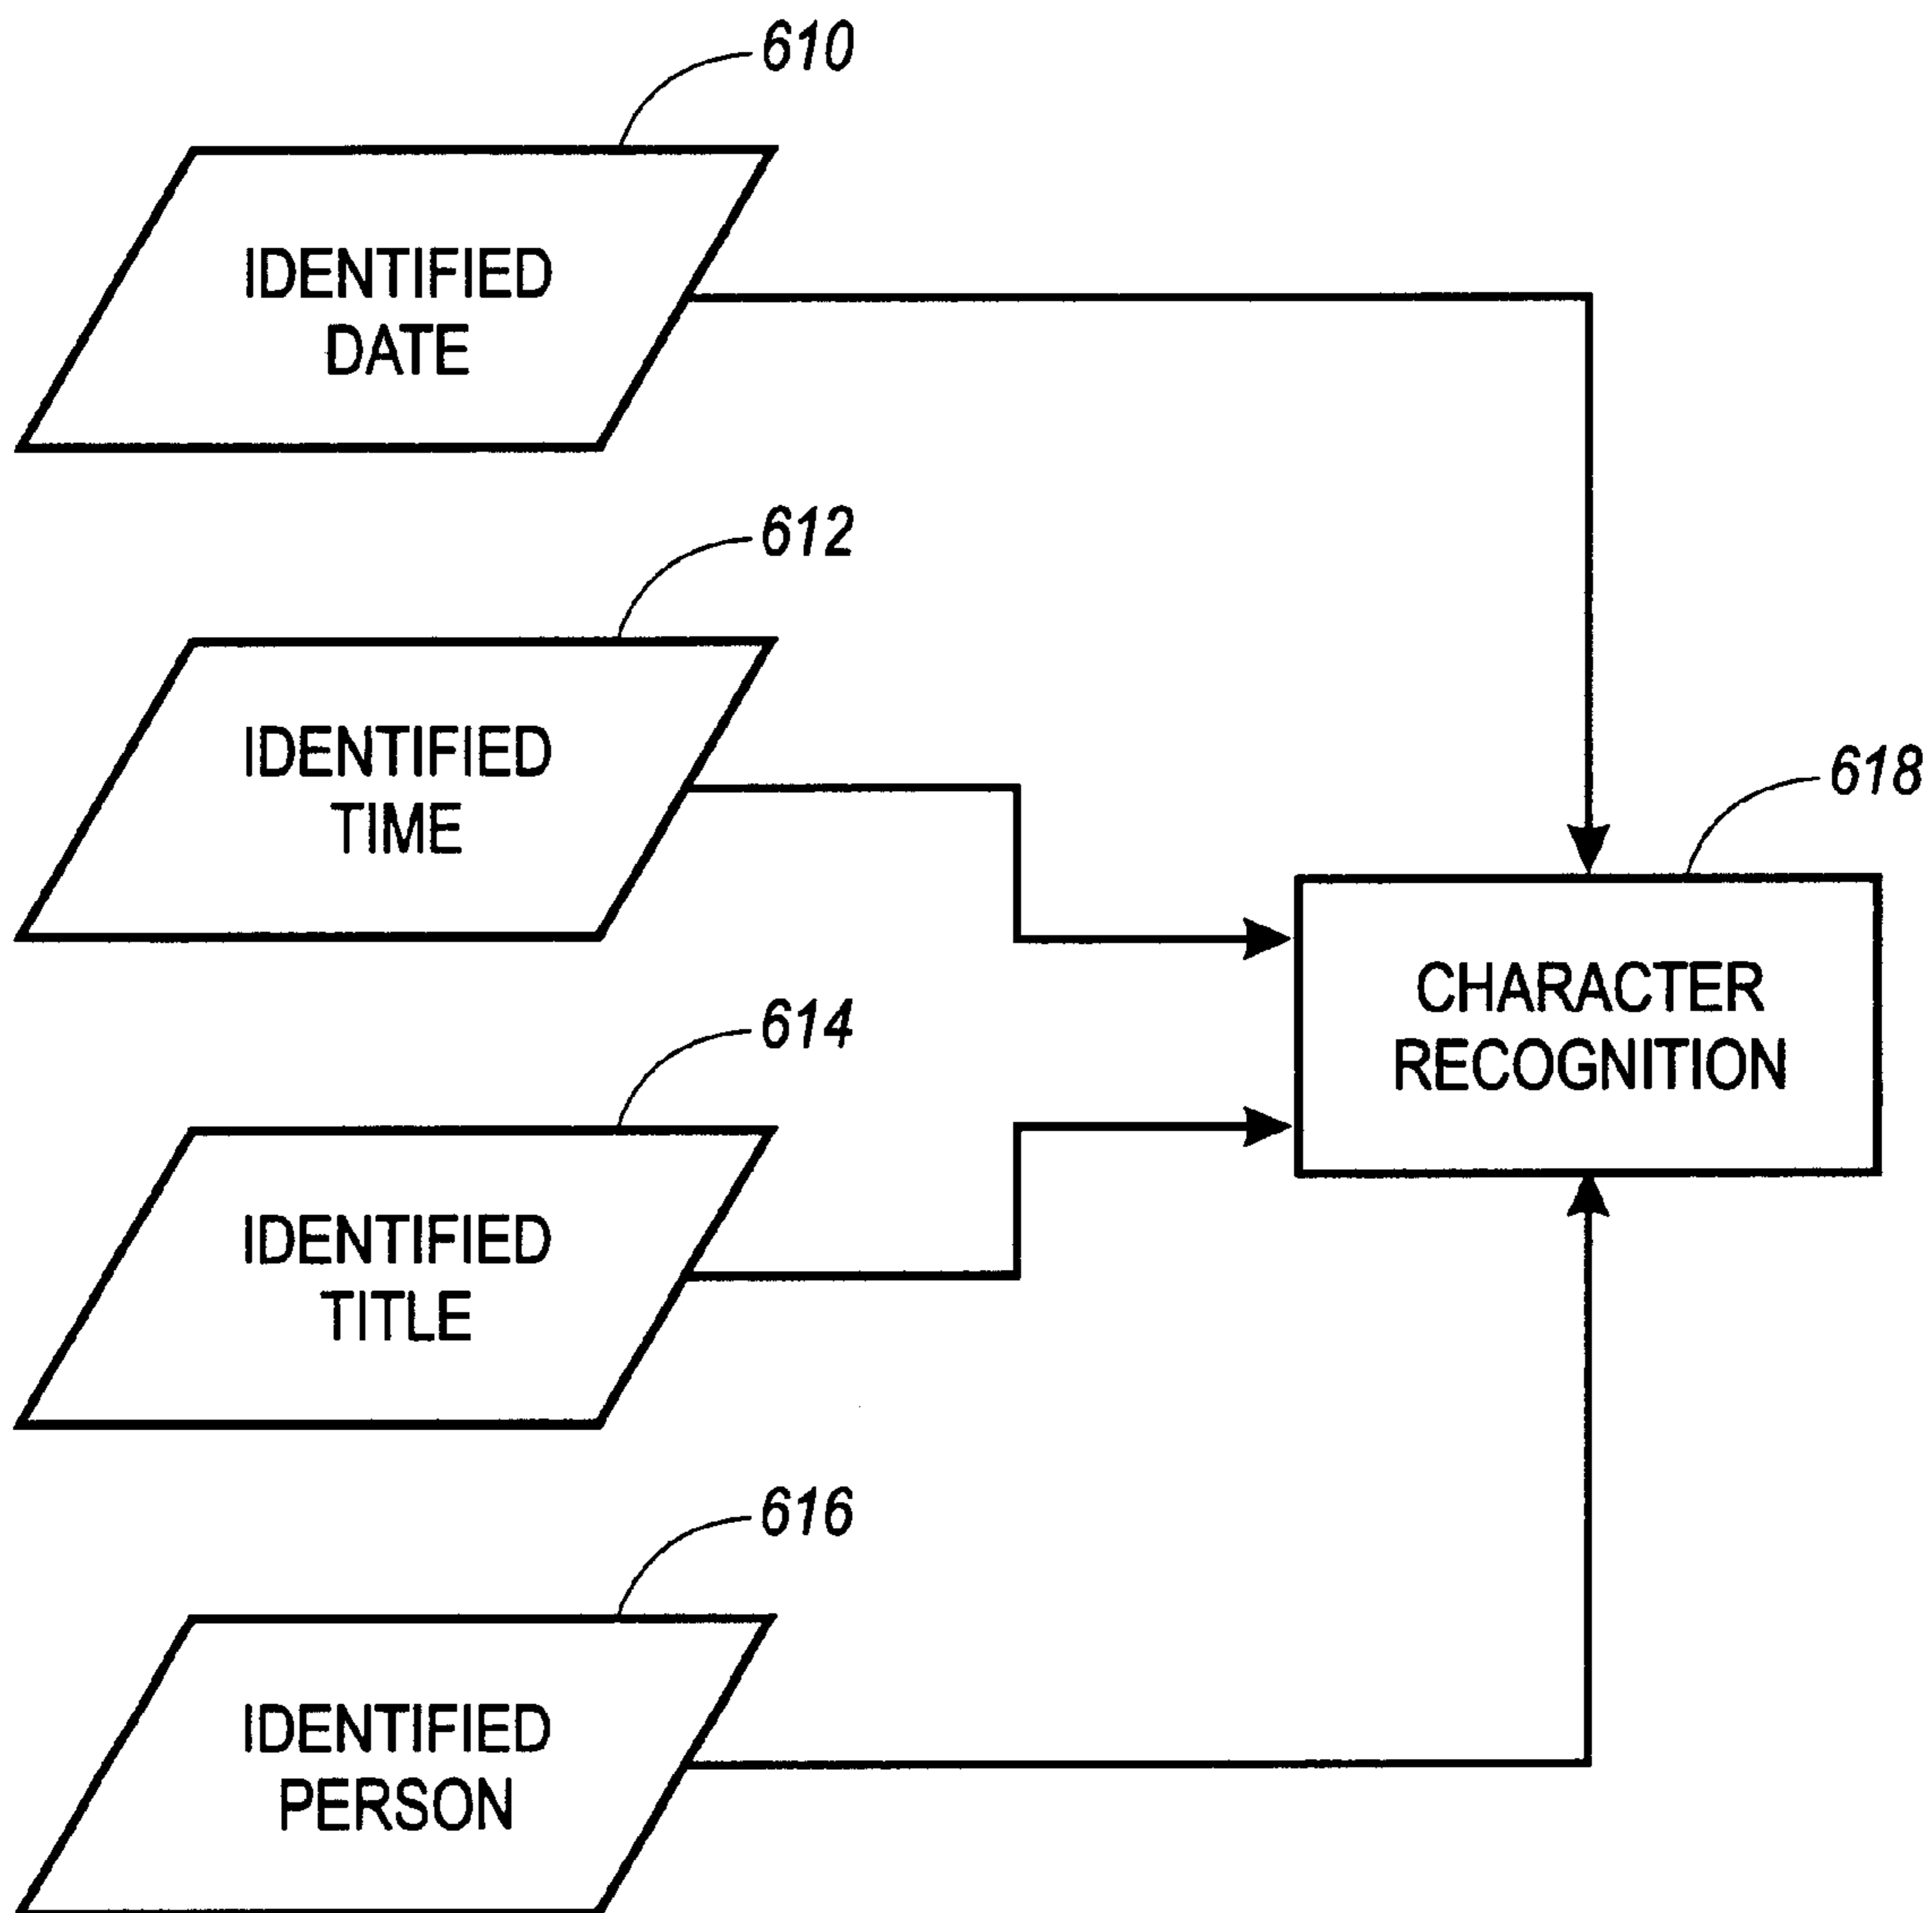 610
IDENTIFIED
DATE
612
IDENTIFIED
TIME
618
CHARACTER
RECOGNITION
614
IDENTIFIED
TITLE
616
IDENTIFIED
PERSON